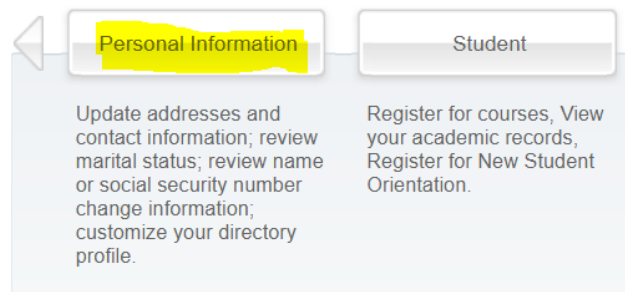 Personal Information
Student
Update addresses and
contact information; review
marital status; review name
or social security number
change information;
customize your directory
profile.
Register for courses, View
your academic records,
Register for New Student
Orientation.